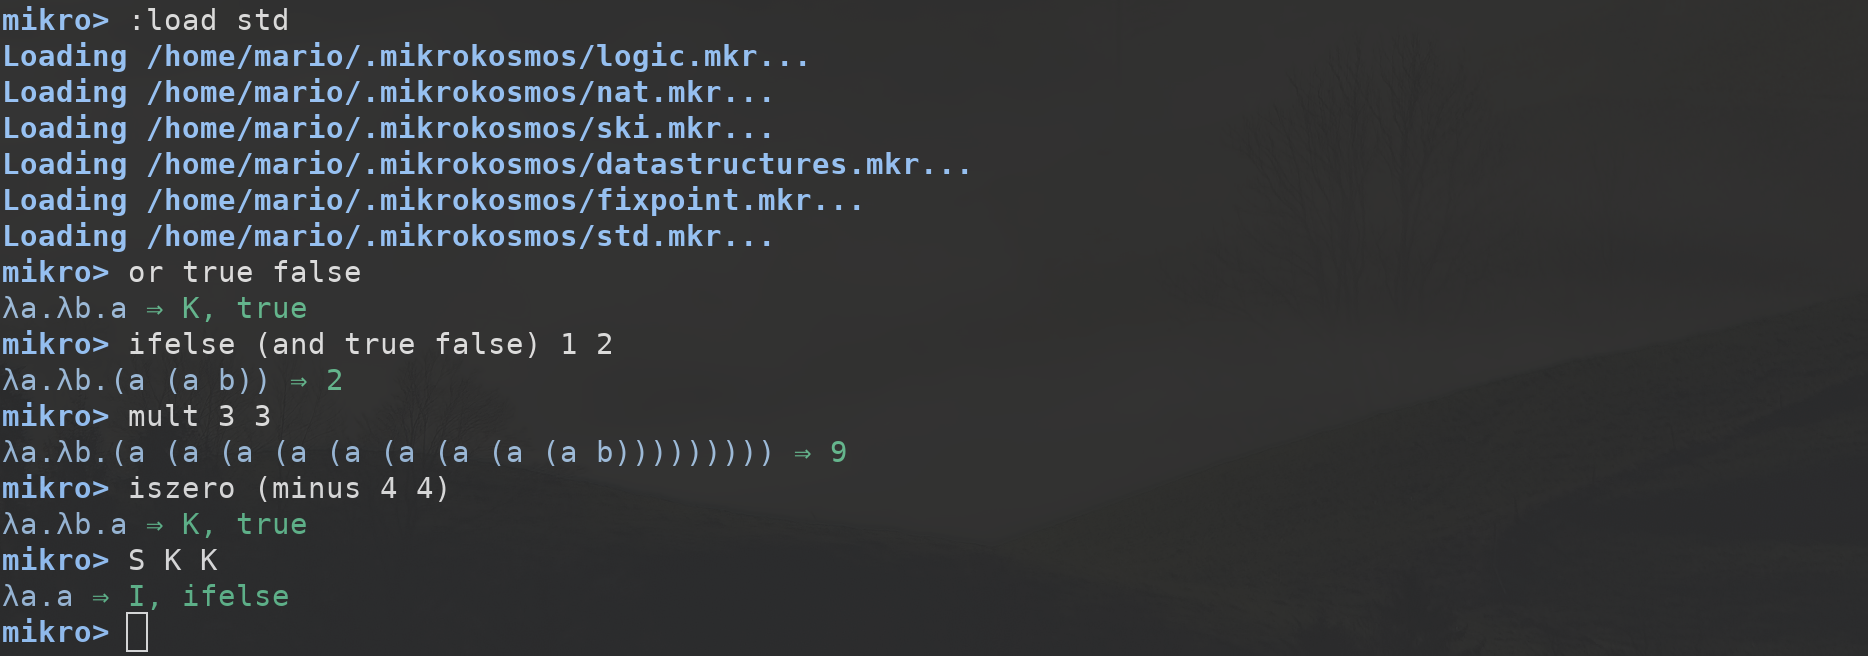 mikro> :load std
Loading /home/mario/.mikrokosmos/logic.mkr...
Loading /home/mario/.mikrokosmos/nat.mkr...
Loading /home/mario/.mikrokosmos/ski.mkr...
Loading /home/mario/.mikrokosmos/datastructures.mkr...
Loading /home/mario/.mikrokosmos/fixpoint.mkr...
Loading /home/mario/.mikrokosmos/std.mkr...
mikro> or true false
λa.λb.a ⇒ K, true
mikro> ifelse (and true false) 1 2
λa.λb.(a (a b)) ⇒ 2
mikro> mult 3 3
λa.λb.(a (a (a (a (a (a (a (a (a b))))))))) ⇒ 9
mikro> iszero (minus 4 4)
λa.λb.a ⇒ K, true
mikro> S K K
λa.a ⇒ I, ifelse
mikro>